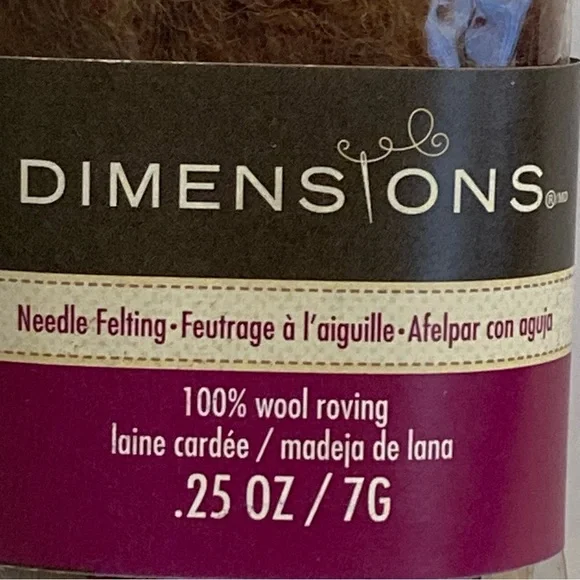 DIMENSIONS®/MD
Needle Felting•Feutrage à l'aiguille•Afelpar con aguja
100% wool roving
laine cardée / madeja de lana
.25 OZ / 7G